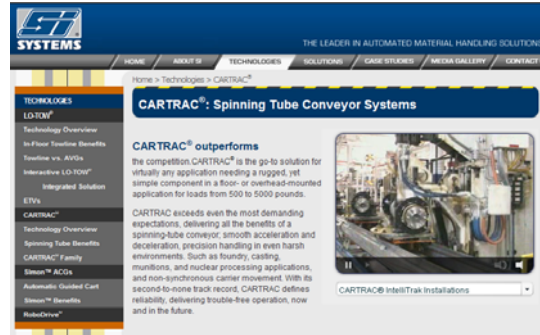 Si
SYSTEMS
THE LEADER IN AUTOMATED MATERIAL HANDLING SOLUTIONS
HOME / ABOUT SI / TECHNOLOGIES / SOLUTIONS / CASE STUDIES / MEDIA GALLERY / CONTACT
Home > Technologies > CARTRAC®
TECHNOLOGIES
LO-TOW®
Technology Overview
In-Floor Towline Benefits
Towline vs. AVGs
Interactive LO-TOW®
Integrated Solution
ETVs
CARTRAC™
Technology Overview
Spinning Tube Benefits
CARTRAC™ Family
Simon™ ACGs
Automatic Guided Cart
Simon™ Benefits
RoboDrive™
CARTRAC®: Spinning Tube Conveyor Systems
CARTRAC® outperforms
the competition.CARTRAC® is the go-to solution for
virtually any application needing a rugged, yet
simple component in a floor- or overhead-mounted
application for loads from 500 to 5000 pounds.
CARTRAC exceeds even the most demanding
expectations, delivering all the benefits of a
spinning-tube conveyor; smooth acceleration and
deceleration, precision handling in even harsh
environments. Such as foundry, casting,
munitions, and nuclear processing applications,
and non-synchronous carrier movement. With its
second-to-none track record, CARTRAC defines
reliability, delivering trouble-free operation, now
and in the future.
CARTRAC® IntelliTrak Installations